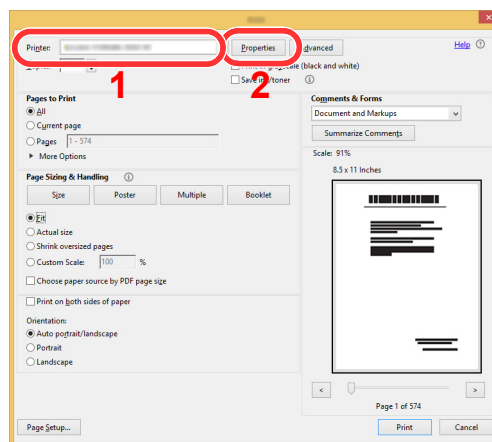 Printer: Properties Advanced Help
1 2
(black and white)
Save ink/toner
Pages to Print
All
Current page
Pages 1 - 574
More Options
Page Sizing & Handling
Size Poster Multiple Booklet
Fit
Actual size
Shrink oversized pages
Custom Scale: 100 %
Choose paper source by PDF page size
Print on both sides of paper
Orientation:
Auto portrait/landscape
Portrait
Landscape
Comments & Forms
Document and Markups
Summarize Comments
Scale: 91%
8.5 x 11 Inches
< >
Page 1 of 574
Page Setup... Print Cancel